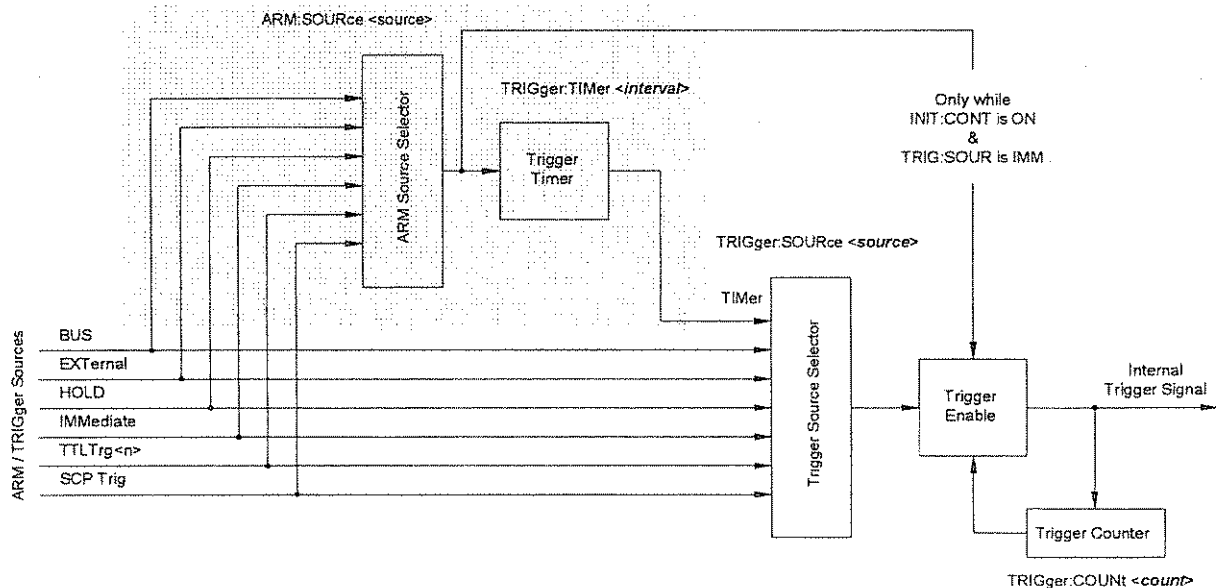 ARM:SOURce <source>
TRIGger:TIMer <interval>
ARM Source Selector
Trigger
Timer
Only while
INIT:CONT is ON
&
TRIG:SOUR is IMM
TRIGger:SOURce <source>
TIMer
ARM / TRIGger Sources
BUS
EXTernal
HOLD
IMMediate
TTLTrg<n>
SCP Trig
Trigger Source Selector
Trigger
Enable
Internal
Trigger Signal
Trigger Counter
TRIGger:COUNt <count>